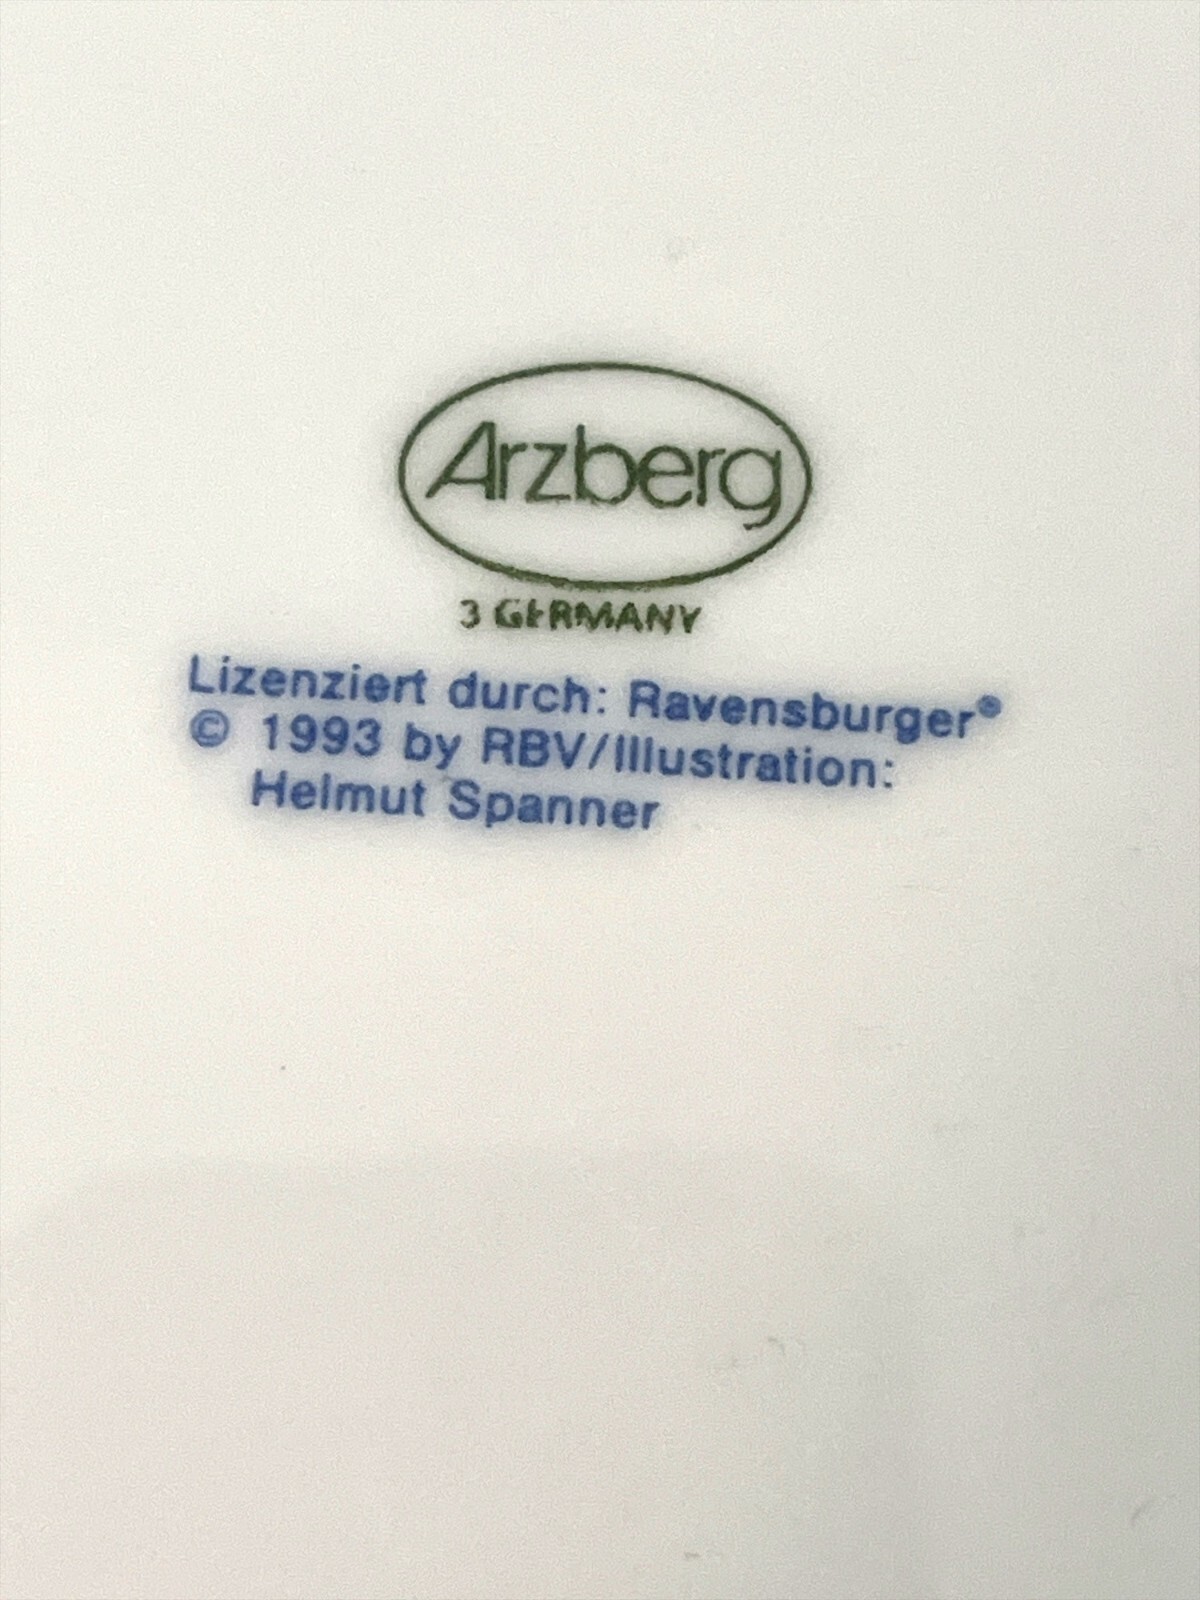 Arzberg
3 GERMANY
Lizenziert durch: Ravensburger®
© 1993 by RBV/Illustration:
Helmut Spanner